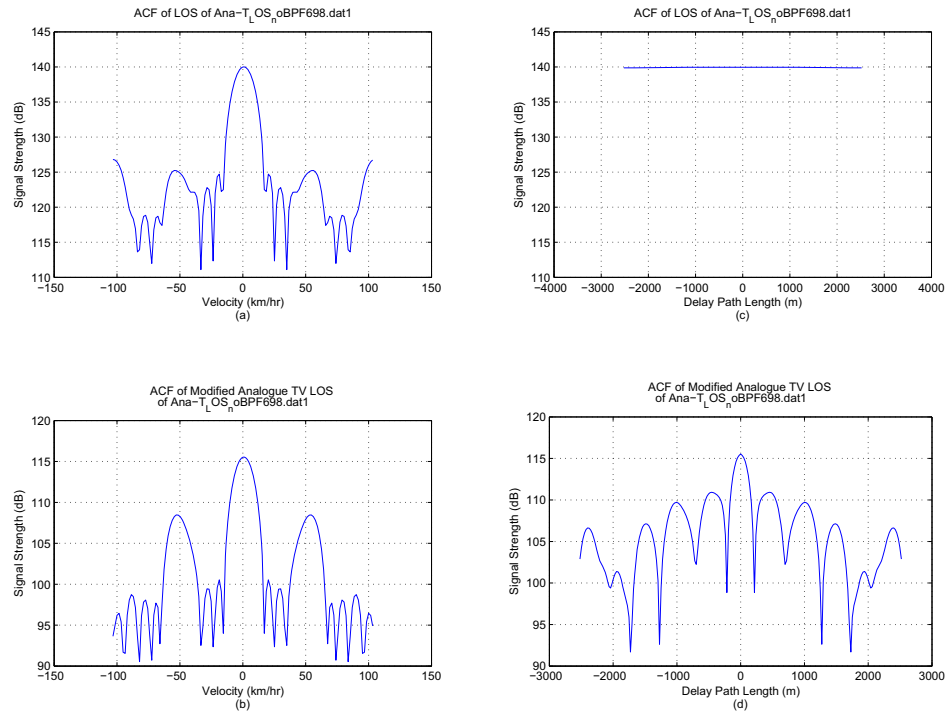 ACF of LOS of Ana−T_LOS_noBPF698.dat1
145
140
135
130
125
120
115
110
Signal Strength (dB)
−150 −100 −50 0 50 100 150
Velocity (km/hr)
(a)
ACF of LOS of Ana−T_LOS_noBPF698.dat1
145
140
135
130
125
120
115
110
Signal Strength (dB)
−4000 −3000 −2000 −1000 0 1000 2000 3000 4000
Delay Path Length (m)
(c)
ACF of Modified Analogue TV LOS
of Ana−T_LOS_noBPF698.dat1
120
115
110
105
100
95
90
Signal Strength (dB)
−150 −100 −50 0 50 100 150
Velocity (km/hr)
(b)
ACF of Modified Analogue TV LOS
of Ana−T_LOS_noBPF698.dat1
120
115
110
105
100
95
90
Signal Strength (dB)
−3000 −2000 −1000 0 1000 2000 3000
Delay Path Length (m)
(d)